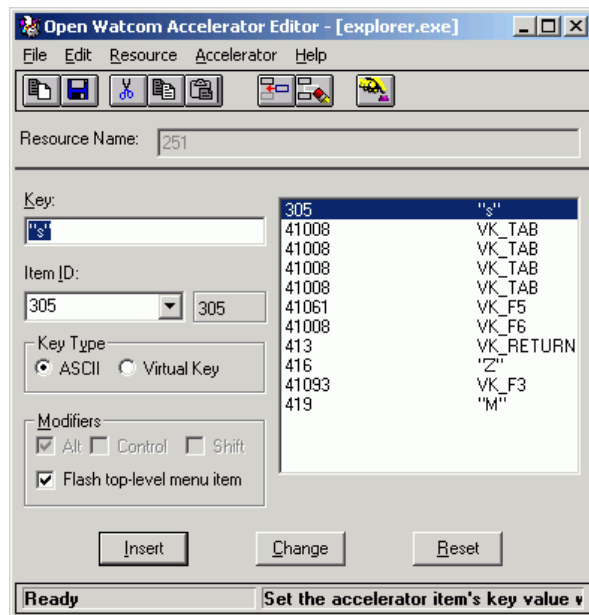 Open Watcom Accelerator Editor - [explorer.exe]
File Edit Resource Accelerator Help
Resource Name: 251
Key:
"s"
Item ID:
305 305
Key Type
ASCII Virtual Key
Modifiers
Alt Control Shift
Flash top-level menu item
305 "s"
41008 VK_TAB
41008 VK_TAB
41008 VK_TAB
41008 VK_TAB
41061 VK_F5
41008 VK_F6
413 VK_RETURN
416 "Z"
41093 VK_F3
419 "M"
Insert Change Reset
Ready Set the accelerator item's key value